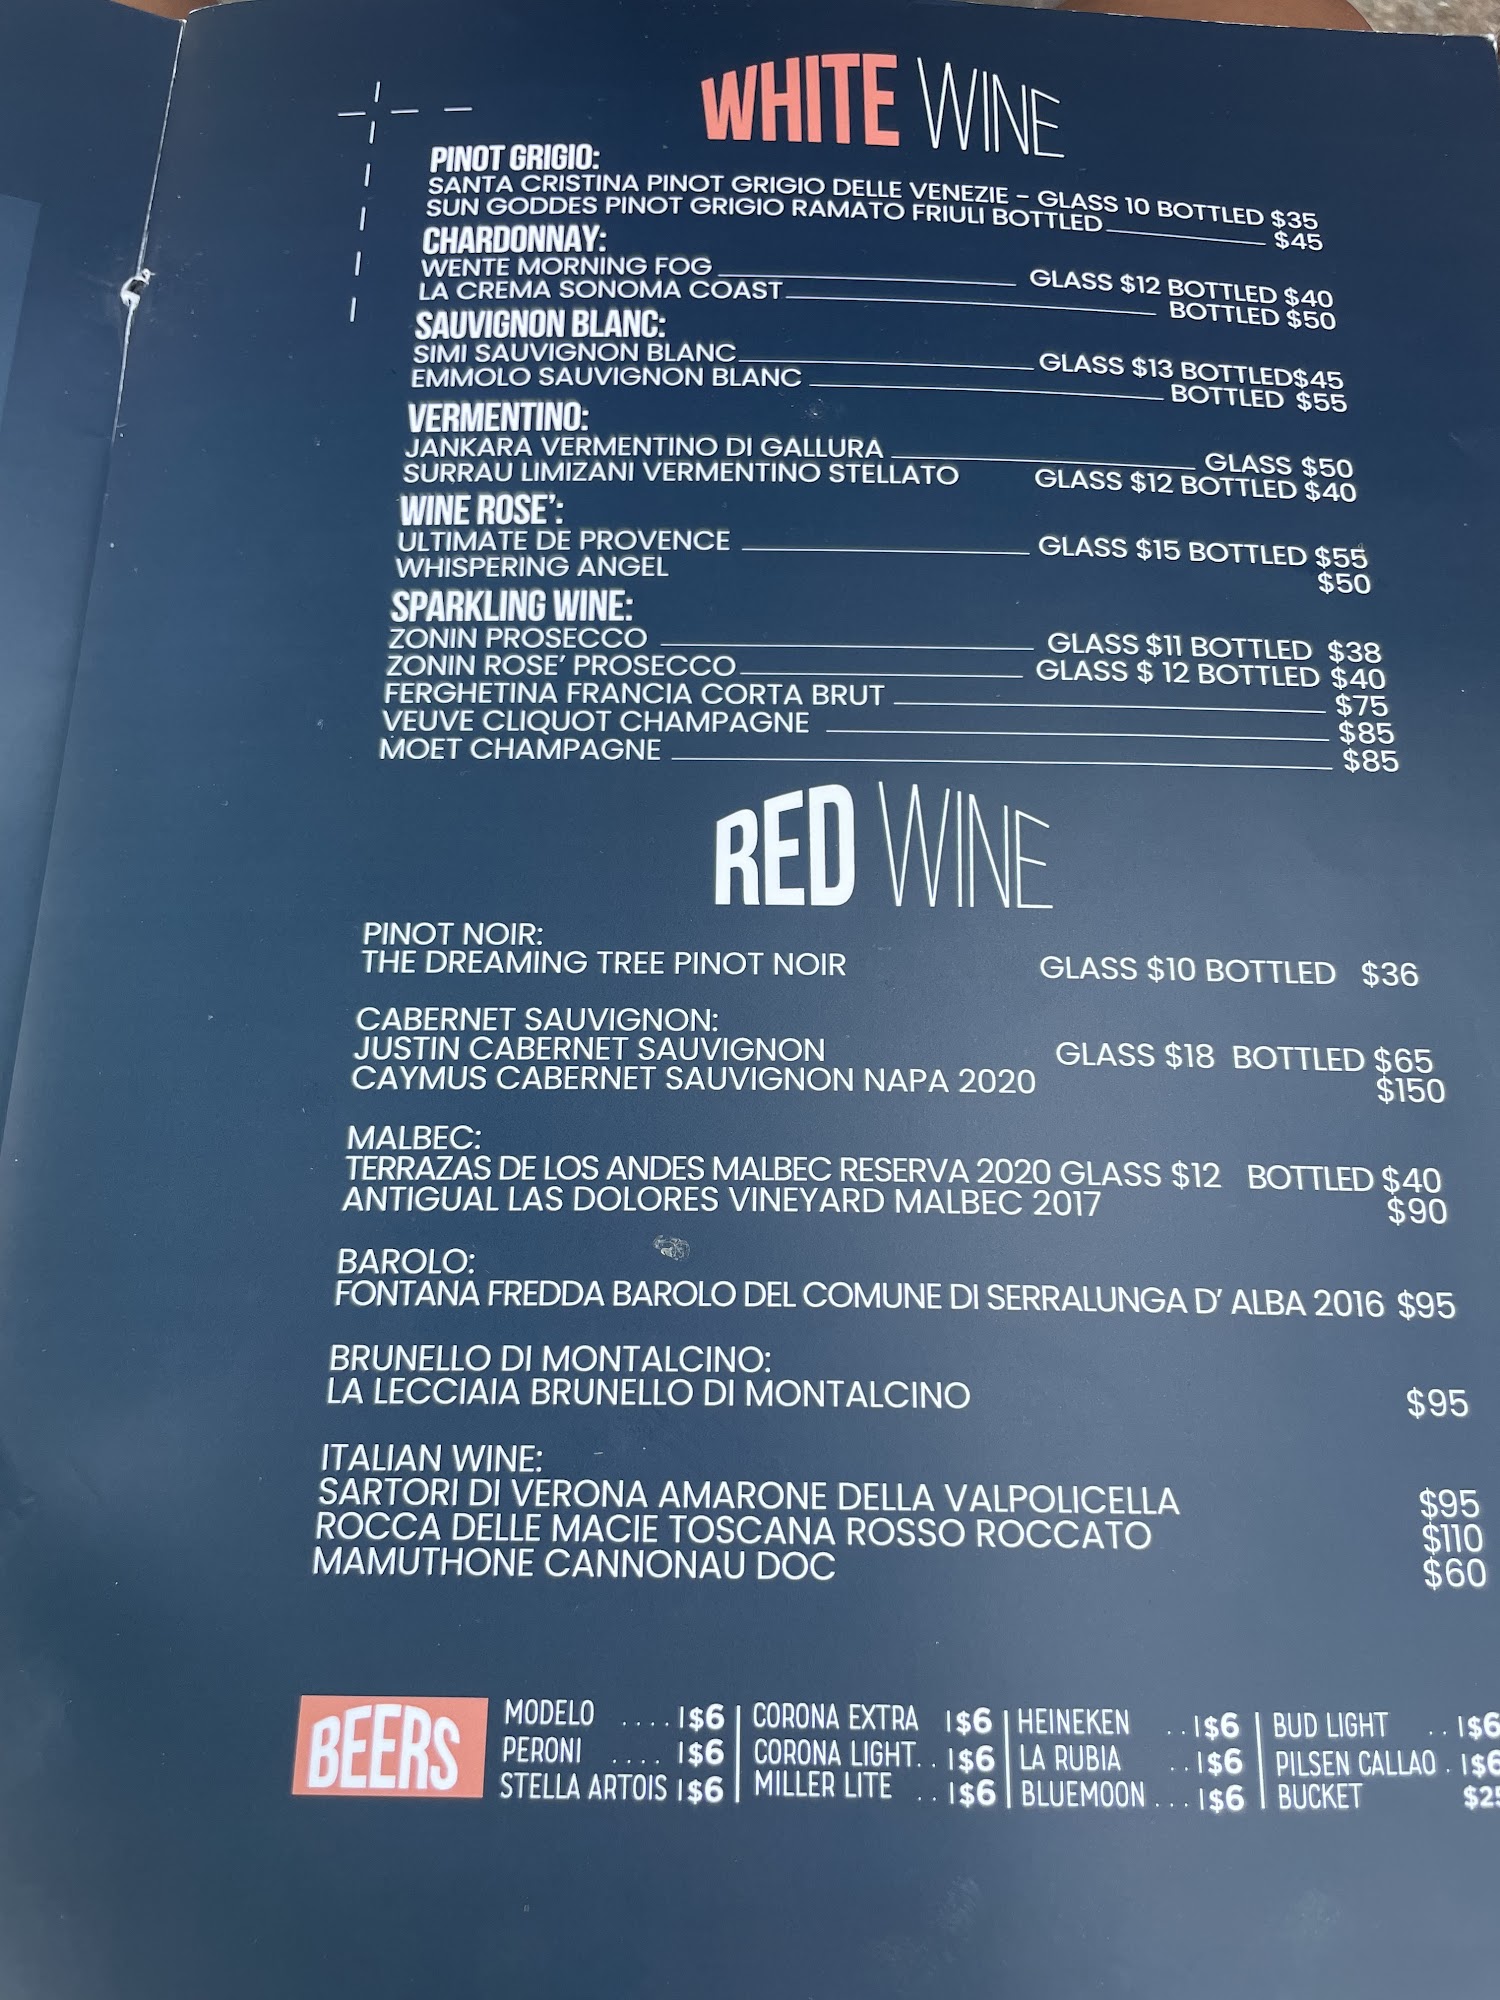 WHITE WINE
PINOT GRIGIO:
SANTA CRISTINA PINOT GRIGIO DELLE VENEZIE - GLASS 10 BOTTLED $35
SUN GODDES PINOT GRIGIO RAMATO FRIULI BOTTLED $45
CHARDONNAY:
WENTE MORNING FOG GLASS $12 BOTTLED $40
LA CREMA SONOMA COAST BOTTLED $50
SAUVIGNON BLANC:
SIMI SAUVIGNON BLANC GLASS $13 BOTTLED$45
EMMOLO SAUVIGNON BLANC BOTTLED $55
VERMENTINO:
JANKARA VERMENTINO DI GALLURA GLASS $50
SURRAU LIMIZANI VERMENTINO STELLATO GLASS $12 BOTTLED $40
WINE ROSE':
ULTIMATE DE PROVENCE GLASS $15 BOTTLED $55
WHISPERING ANGEL $50
SPARKLING WINE:
ZONIN PROSECCO GLASS $11 BOTTLED $38
ZONIN ROSE' PROSECCO GLASS $ 12 BOTTLED $40
FERGHETINA FRANCIA CORTA BRUT $75
VEUVE CLIQUOT CHAMPAGNE $85
MOET CHAMPAGNE $85
RED WINE
PINOT NOIR:
THE DREAMING TREE PINOT NOIR GLASS $10 BOTTLED $36
CABERNET SAUVIGNON:
JUSTIN CABERNET SAUVIGNON GLASS $18 BOTTLED $65
CAYMUS CABERNET SAUVIGNON NAPA 2020 $150
MALBEC:
TERRAZAS DE LOS ANDES MALBEC RESERVA 2020 GLASS $12 BOTTLED $40
ANTIGUAL LAS DOLORES VINEYARD MALBEC 2017 $90
BAROLO:
FONTANA FREDDA BAROLO DEL COMUNE DI SERRALUNGA D' ALBA 2016 $95
BRUNELLO DI MONTALCINO:
LA LECCIAIA BRUNELLO DI MONTALCINO $95
ITALIAN WINE:
SARTORI DI VERONA AMARONE DELLA VALPOLICELLA $95
ROCCA DELLE MACIE TOSCANA ROSSO ROCCATO $110
MAMUTHONE CANNONAU DOC $60
BEERS
MODELO .... | $6 | CORONA EXTRA | $6 | HEINEKEN .. | $6 | BUD LIGHT .. | $6
PERONI .... | $6 | CORONA LIGHT.. | $6 | LA RUBIA .. | $6 | PILSEN CALLAO . | $6
STELLA ARTOIS | $6 | MILLER LITE .. | $6 | BLUEMOON ... | $6 | BUCKET $25